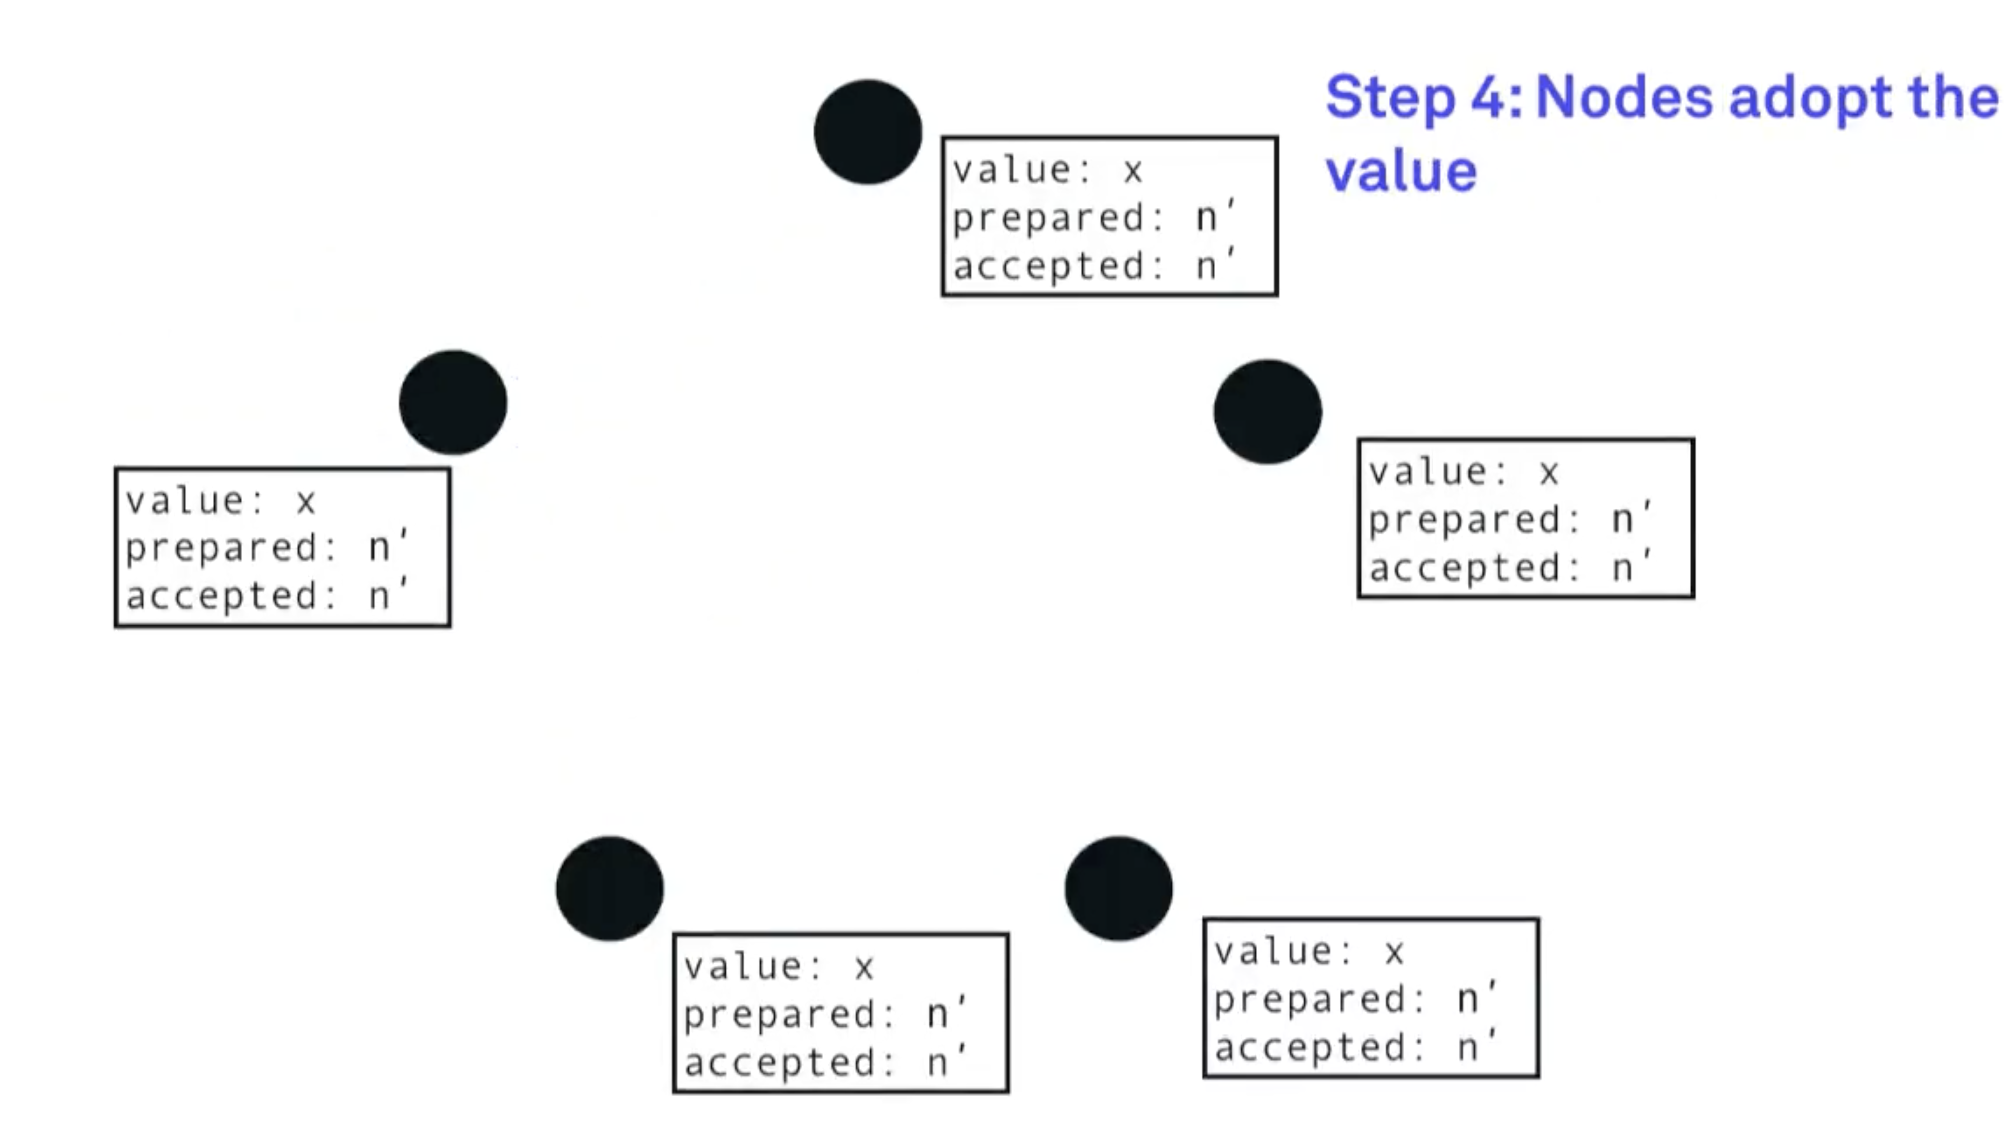 Step 4: Nodes adopt the
value
value: x
prepared: n'
accepted: n'
value: x
prepared: n'
accepted: n'
value: x
prepared: n'
accepted: n'
value: x
prepared: n'
accepted: n'
value: x
prepared: n'
accepted: n'